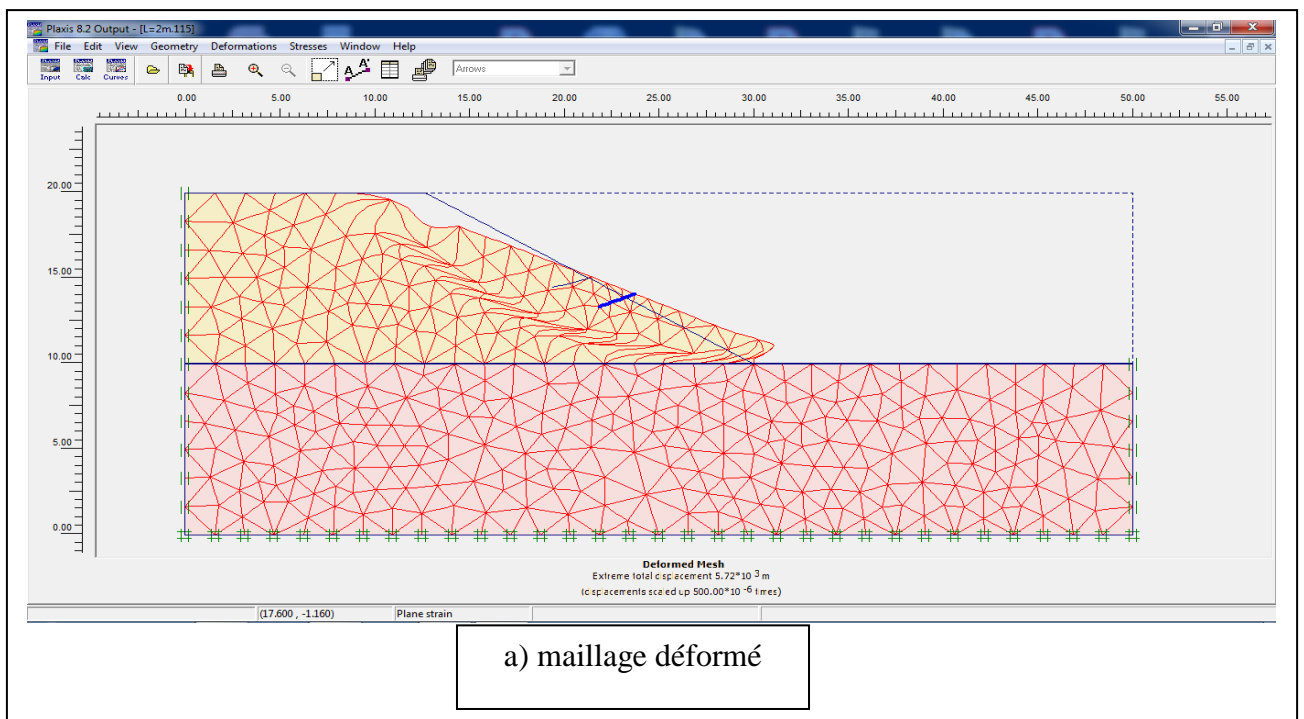 Plaxis 8.2 Output - [L=2m.115]
File Edit View Geometry Deformations Stresses Window Help
Input Calc Curves Arrows
0.00 5.00 10.00 15.00 20.00 25.00 30.00 35.00 40.00 45.00 50.00 55.00
20.00
15.00
10.00
5.00
0.00
Deformed Mesh
Extreme total displacement 5.72*10 3 m
(displacements scaled up 500.00*10 -6 times)
(17.600 , -1.160) Plane strain
a) maillage déformé